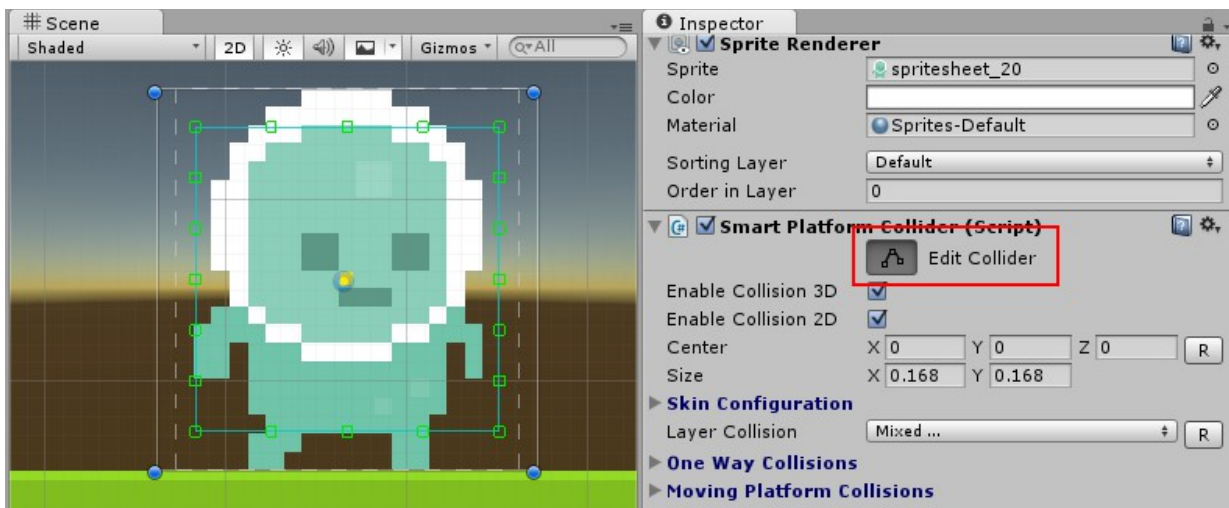 Scene
Shaded 2D Gizmos All
Inspector
Sprite Renderer
Sprite spritesheet_20
Color
Material Sprites-Default
Sorting Layer Default
Order in Layer 0
Smart Platform Collider (Script)
Edit Collider
Enable Collision 3D
Enable Collision 2D
Center X 0 Y 0 Z 0 R
Size X 0.168 Y 0.168
Skin Configuration
Layer Collision Mixed ... R
One Way Collisions
Moving Platform Collisions